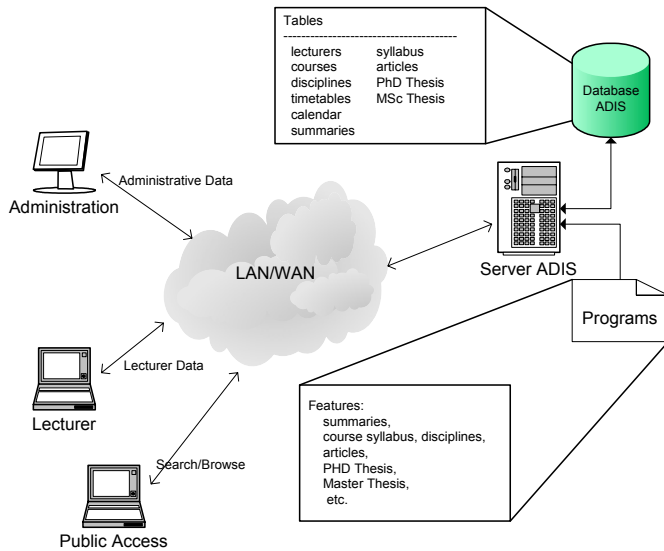 Tables
---------------------------------------
lecturers syllabus
courses articles
disciplines PhD Thesis
timetables MSc Thesis
calendar
summaries
Database
ADIS
Administrative Data
Administration
LAN/WAN
Server ADIS
Programs
Lecturer Data
Lecturer
Features:
summaries,
course syllabus, disciplines,
articles,
PHD Thesis,
Master Thesis,
etc.
Search/Browse
Public Access